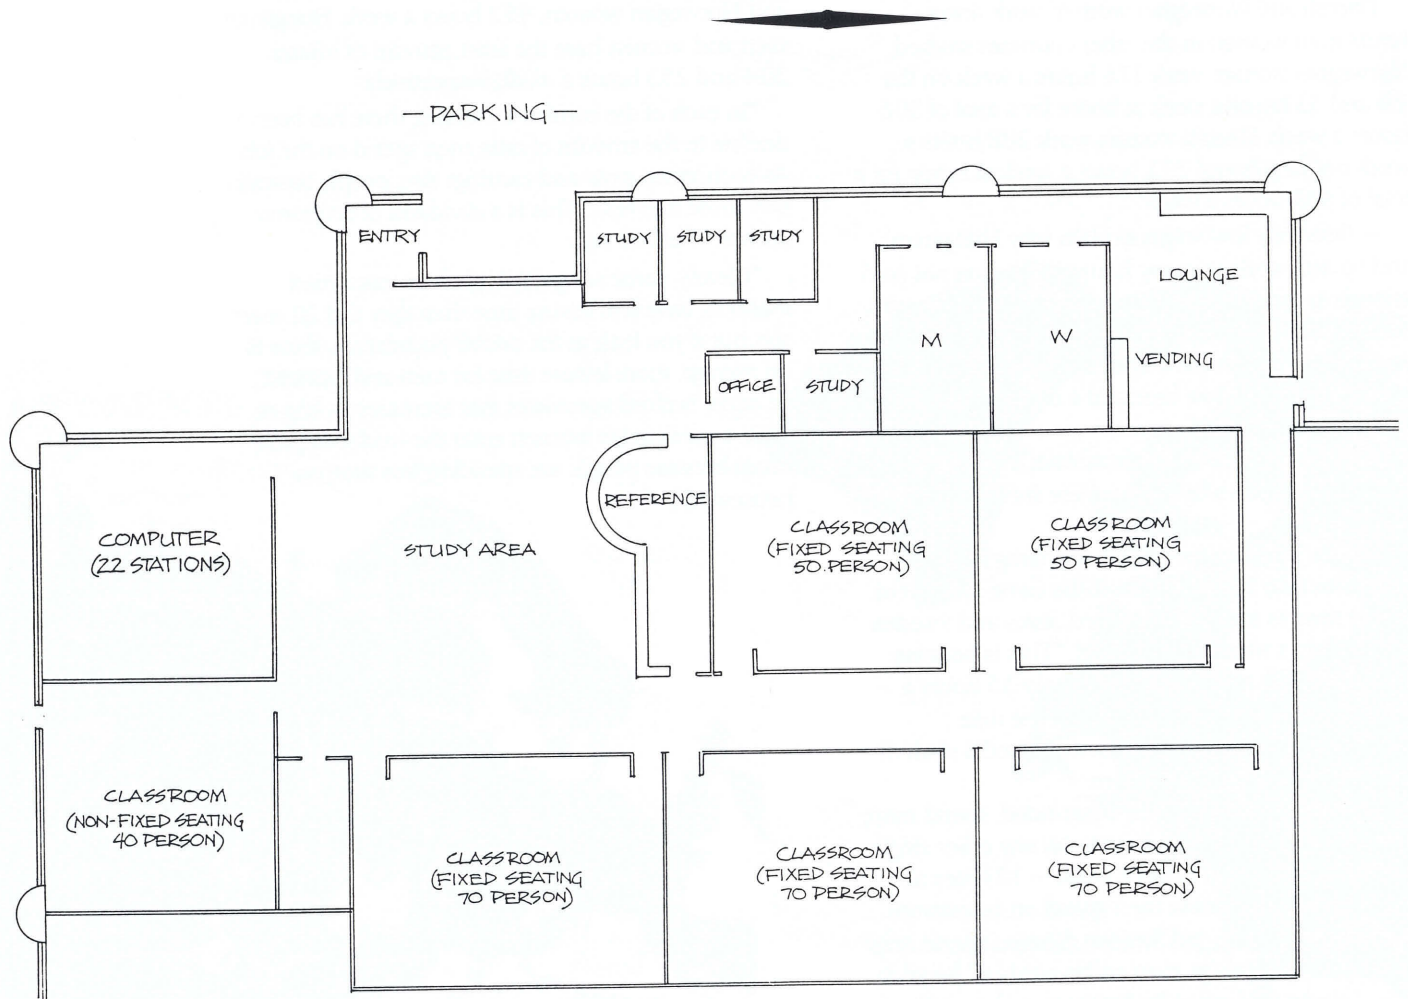 — PARKING —
ENTRY
STUDY
STUDY
STUDY
LOUNGE
M
W
VENDING
OFFICE
STUDY
REFERENCE
COMPUTER
(22 STATIONS)
STUDY AREA
CLASSROOM
(FIXED SEATING
50 PERSON)
CLASSROOM
(FIXED SEATING
50 PERSON)
CLASSROOM
(NON-FIXED SEATING
40 PERSON)
CLASSROOM
(FIXED SEATING
70 PERSON)
CLASSROOM
(FIXED SEATING
70 PERSON)
CLASSROOM
(FIXED SEATING
70 PERSON)